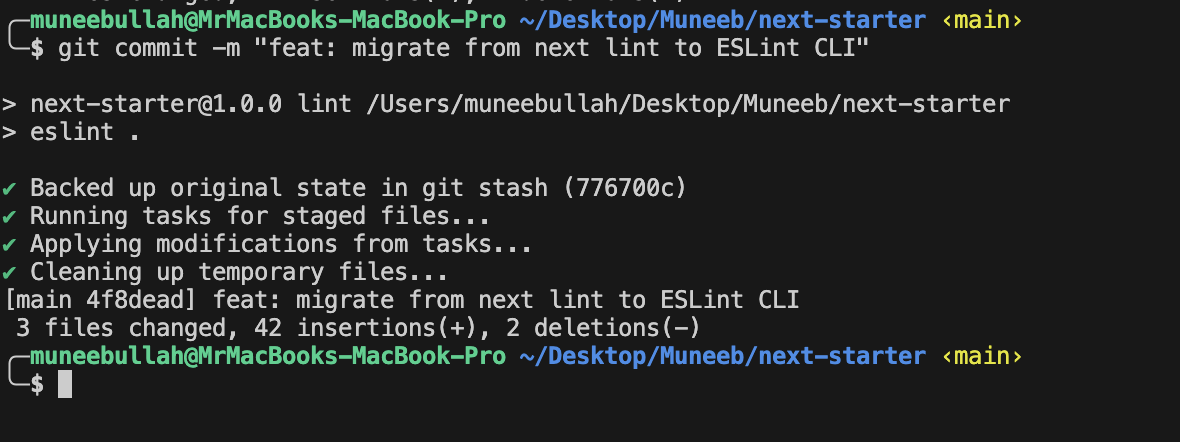 muneebullah@MrMacBooks-MacBook-Pro ~/Desktop/Muneeb/next-starter ‹main›
$ git commit -m "feat: migrate from next lint to ESLint CLI"
> next-starter@1.0.0 lint /Users/muneebullah/Desktop/Muneeb/next-starter
> eslint .
✔ Backed up original state in git stash (776700c)
✔ Running tasks for staged files...
✔ Applying modifications from tasks...
✔ Cleaning up temporary files...
[main 4f8dead] feat: migrate from next lint to ESLint CLI
3 files changed, 42 insertions(+), 2 deletions(-)
muneebullah@MrMacBooks-MacBook-Pro ~/Desktop/Muneeb/next-starter ‹main›
$